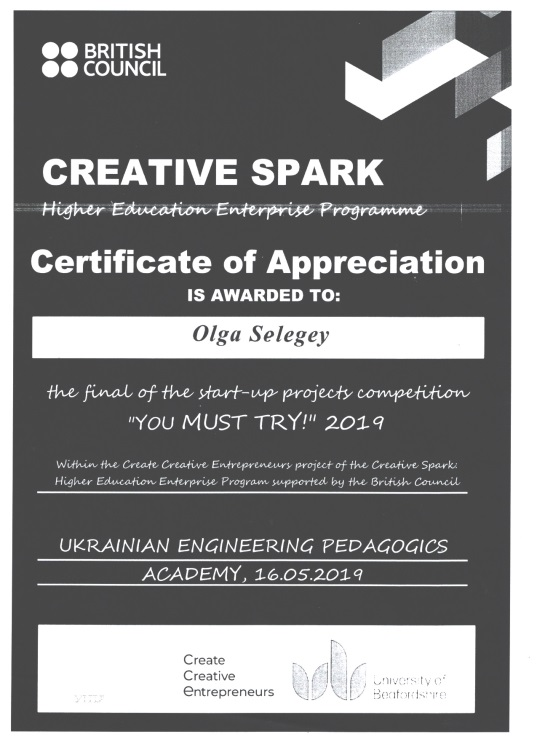 BRITISH
COUNCIL
CREATIVE SPARK
Higher Education Enterprise Programme
Certificate of Appreciation
IS AWARDED TO:
Olga Selegey
the final of the start-up projects competition
"YOU MUST TRY!" 2019
Within the Create Creative Entrepreneurs project of the Creative Spark:
Higher Education Enterprise Program supported by the British Council
UKRAINIAN ENGINEERING PEDAGOGICS
ACADEMY, 16.05.2019
Create
Creative
Entrepreneurs
University of
Bedfordshire